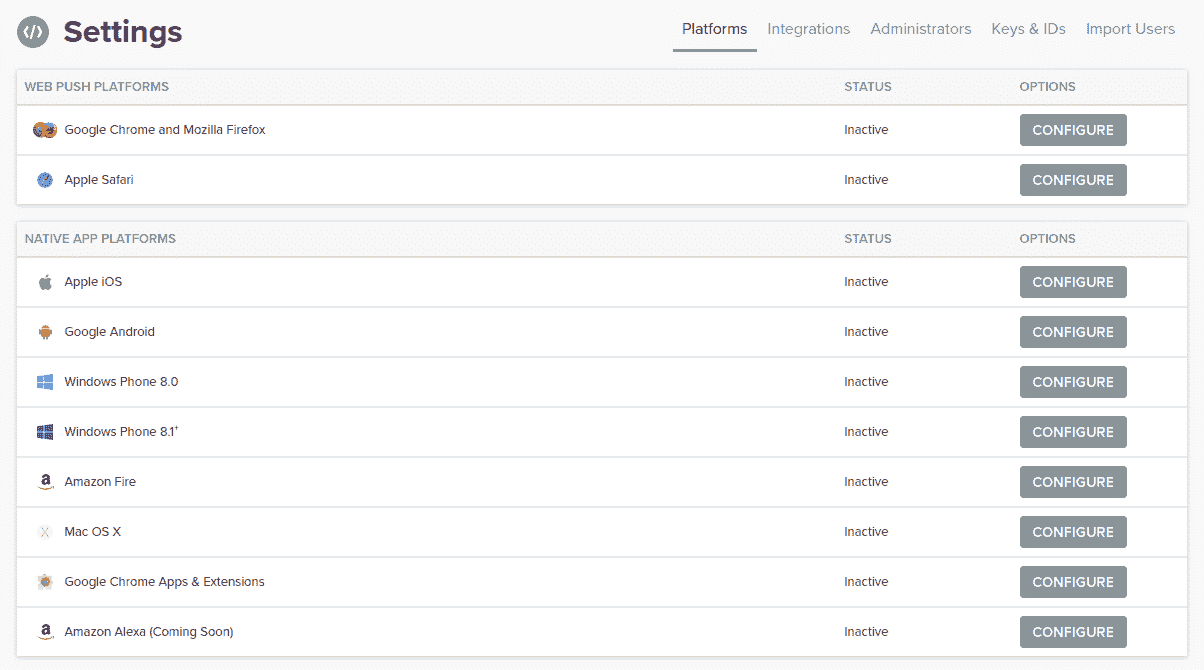 Settings
Platforms Integrations Administrators Keys & IDs Import Users
WEB PUSH PLATFORMS STATUS OPTIONS
Google Chrome and Mozilla Firefox Inactive CONFIGURE
Apple Safari Inactive CONFIGURE
NATIVE APP PLATFORMS STATUS OPTIONS
Apple iOS Inactive CONFIGURE
Google Android Inactive CONFIGURE
Windows Phone 8.0 Inactive CONFIGURE
Windows Phone 8.1⁺ Inactive CONFIGURE
Amazon Fire Inactive CONFIGURE
Mac OS X Inactive CONFIGURE
Google Chrome Apps & Extensions Inactive CONFIGURE
Amazon Alexa (Coming Soon) Inactive CONFIGURE